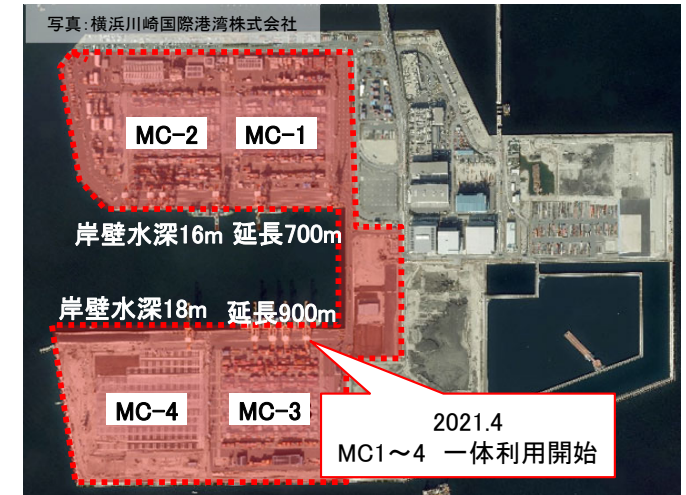 写真：横浜川崎国際港湾株式会社
MC-2
MC-1
岸壁水深16m 延長700m
岸壁水深18m 延長900m
MC-4
MC-3
2021.4
MC1～4 一体利用開始